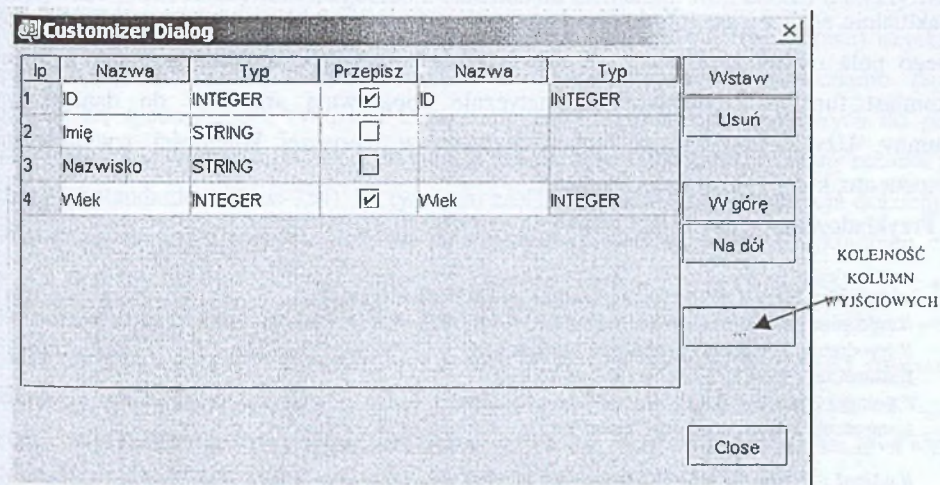 Customizer Dialog
lp Nazwa Typ Przepisz Nazwa Typ
1 ID INTEGER ID INTEGER
2 Imię STRING
3 Nazwisko STRING
4 Wiek INTEGER Wiek INTEGER
Wstaw
Usuń
W górę
Na dół
...
Close
KOLEJNOŚĆ
KOLUMN
WYJŚCIOWYCH